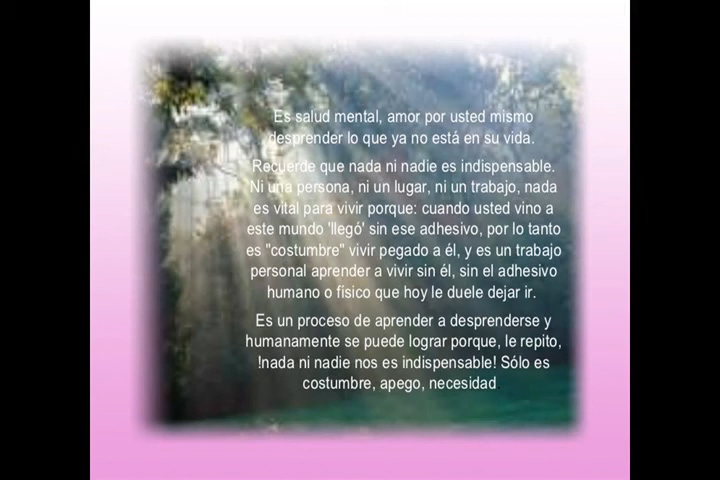 Es salud mental, amor por usted mismo
desprender lo que ya no está en su vida.
Recuerde que nada ni nadie es indispensable.
Ni una persona, ni un lugar, ni un trabajo, nada
es vital para vivir porque: cuando usted vino a
este mundo 'llegó' sin ese adhesivo, por lo tanto
es "costumbre" vivir pegado a él, y es un trabajo
personal aprender a vivir sin él, sin el adhesivo
humano o físico que hoy le duele dejar ir.
Es un proceso de aprender a desprenderse y
humanamente se puede lograr porque, le repito,
!nada ni nadie nos es indispensable! Sólo es
costumbre, apego, necesidad